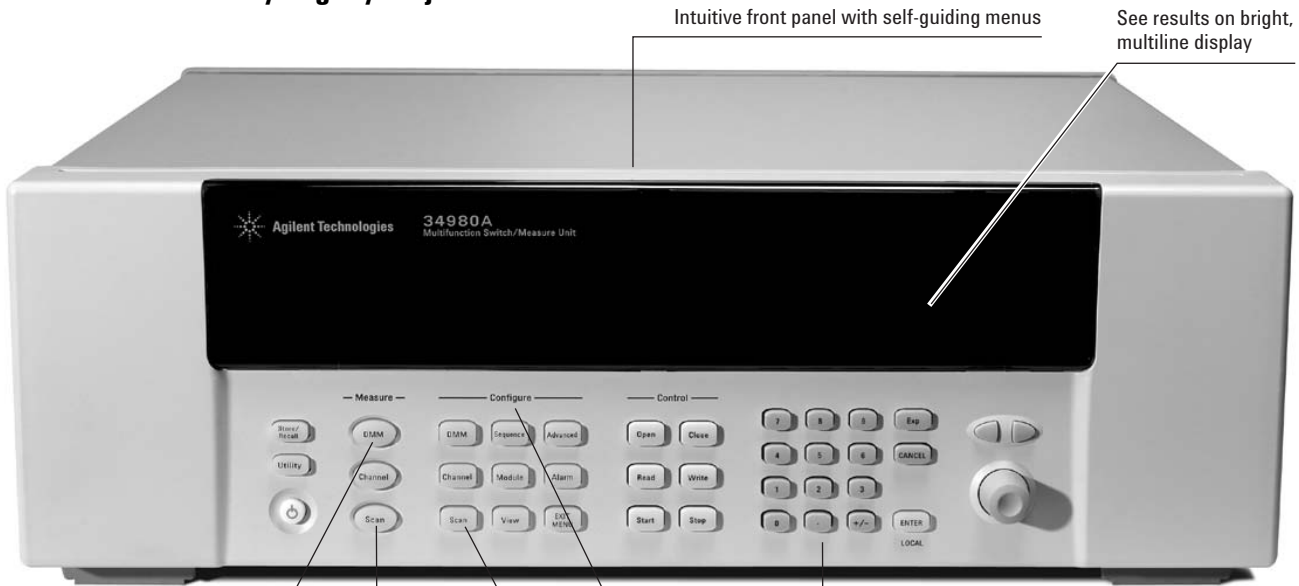 Intuitive front panel with self-guiding menus
See results on bright,
multiline display
Agilent Technologies
34980A
Multifunction Switch/Measure Unit
Measure
Configure
Control
Store/
Recall
DMM
DMM
Sequence
Advanced
Open
Close
7
8
Exp
Utility
Channel
Channel
Module
Alarm
Read
Write
4
5
6
CANCEL
1
2
3
Scan
Scan
View
EXIT
MENU
Start
Stop
0
.
+/-
ENTER
LOCAL